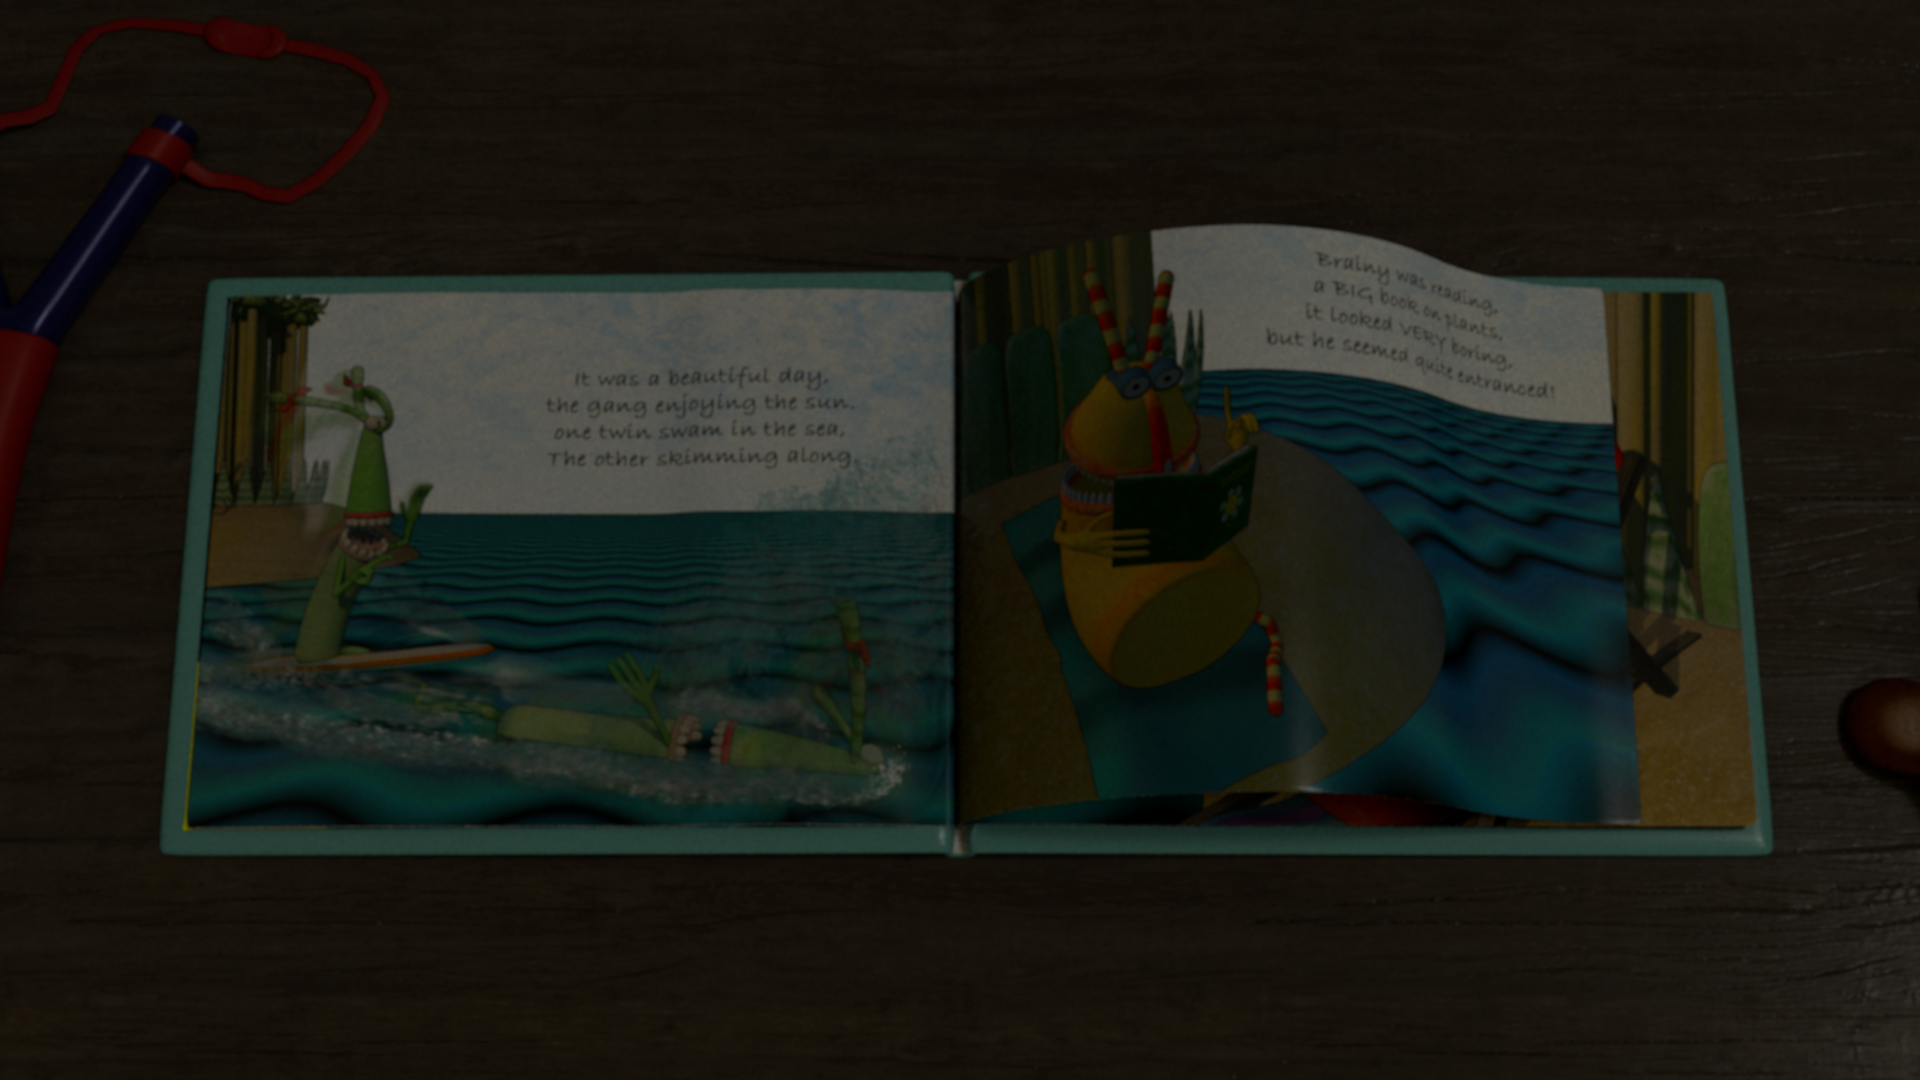 It was a beautiful day,
the gang enjoying the sun.
one twin swam in the sea,
The other skimming along.
Brainy was reading,
a BIG book on plants,
it looked VERY boring,
but he seemed quite entranced!